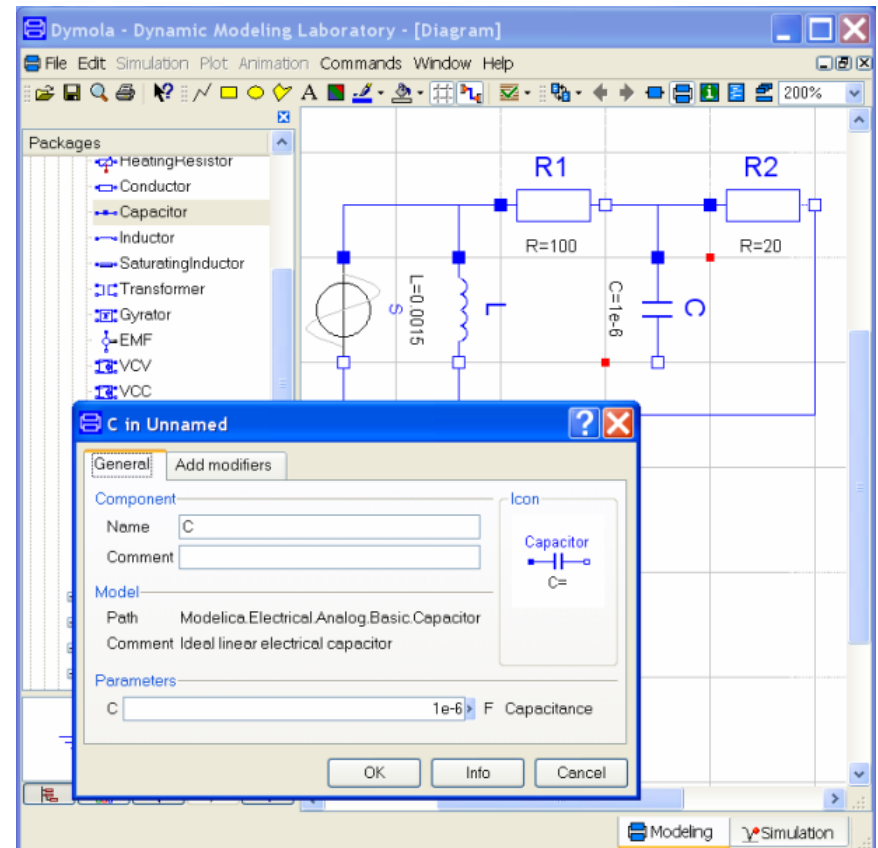 Dymola - Dynamic Modeling Laboratory - [Diagram]
File Edit Simulation Plot Animation Commands Window Help
A 200%
Packages
HeatingResistor
Conductor
Capacitor
Inductor
SaturatingInductor
Transformer
Gyrator
EMF
VCV
VCC
R1 R2
R=100 R=20
S
L=0.0015
L
C=1e-6
C
C in Unnamed
General Add modifiers
Component
Name C
Comment
Icon
Capacitor
C=
Model
Path Modelica.Electrical.Analog.Basic.Capacitor
Comment Ideal linear electrical capacitor
Parameters
C 1e-6 F Capacitance
OK Info Cancel
Modeling Simulation